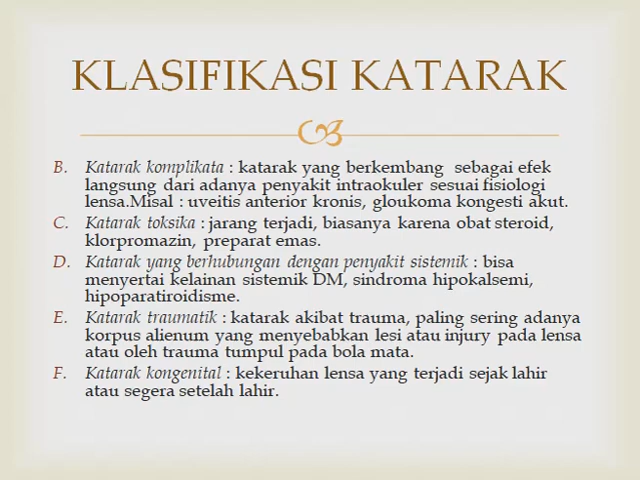 KLASIFIKASI KATARAK
B. Katarak komplikata : katarak yang berkembang sebagai efek
langsung dari adanya penyakit intraokuler sesuai fisiologi
lensa.Misal : uveitis anterior kronis, gloukoma kongesti akut.
C. Katarak toksika : jarang terjadi, biasanya karena obat steroid,
klorpromazin, preparat emas.
D. Katarak yang berhubungan dengan penyakit sistemik : bisa
menyertai kelainan sistemik DM, sindroma hipokalsemi,
hipoparatiroidisme.
E. Katarak traumatik : katarak akibat trauma, paling sering adanya
korpus alienum yang menyebabkan lesi atau injury pada lensa
atau oleh trauma tumpul pada bola mata.
F. Katarak kongenital : kekeruhan lensa yang terjadi sejak lahir
atau segera setelah lahir.